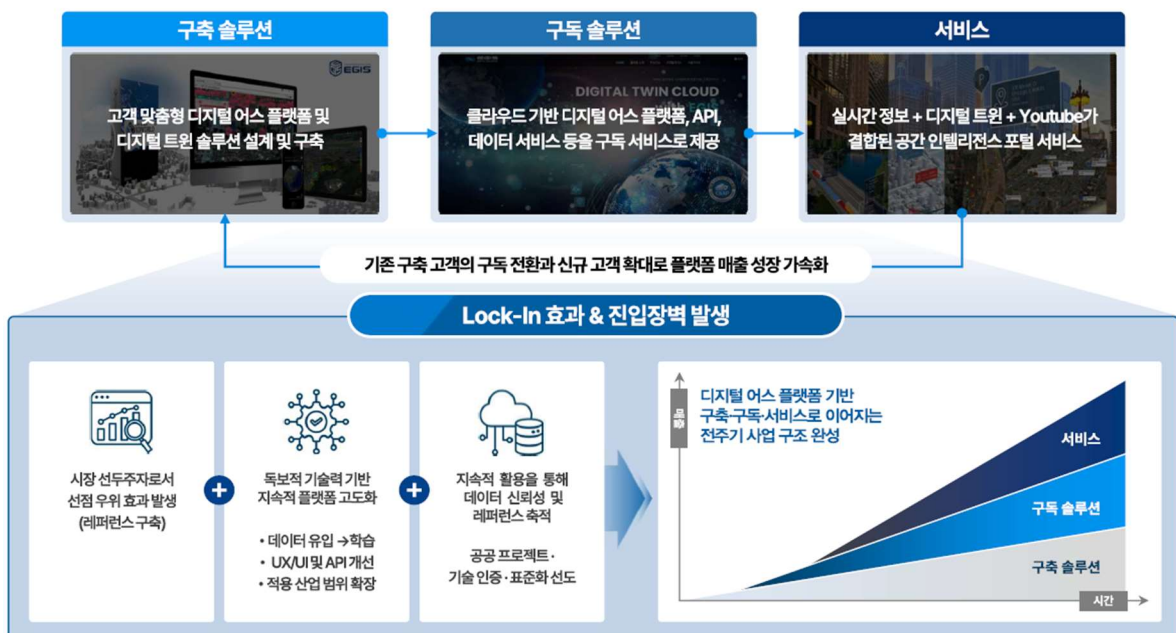 구축 솔루션
구독 솔루션
서비스
EGIS
고객 맞춤형 디지털 어스 플랫폼 및
디지털 트윈 솔루션 설계 및 구축
DIGITAL TWIN CLOUD
클라우드 기반 디지털 어스 플랫폼, API,
데이터 서비스 등을 구독 서비스로 제공
실시간 정보 + 디지털 트윈 + Youtube가
결합된 공간 인텔리전스 포털 서비스
기존 구축 고객의 구독 전환과 신규 고객 확대로 플랫폼 매출 성장 가속화
Lock-In 효과 & 진입장벽 발생
시장 선두주자로서
선점 우위 효과 발생
(레퍼런스 구축)
+
독보적 기술력 기반
지속적 플랫폼 고도화
• 데이터 유입 →학습
• UX/UI 및 API 개선
• 적용 산업 범위 확장
+
지속적 활용을 통해
데이터 신뢰성 및
레퍼런스 축적
공공 프로젝트 ·
기술 인증 · 표준화 선도
매출
디지털 어스 플랫폼 기반
구축·구독·서비스로 이어지는
전주기 사업 구조 완성
서비스
구독 솔루션
구축 솔루션
시간